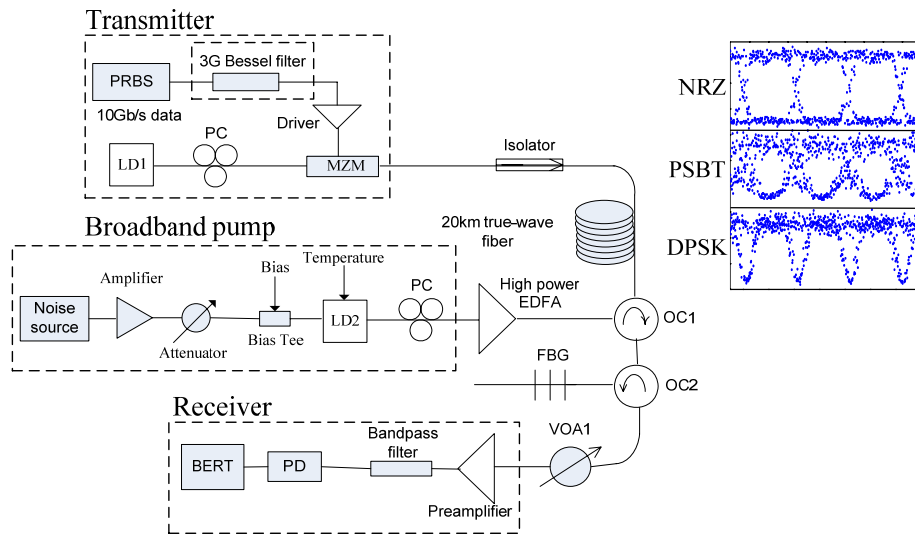 Transmitter
3G Bessel filter
PRBS
10Gb/s data
Driver
PC
LD1
MZM
Isolator
20km true-wave
fiber
Broadband pump
Amplifier
Bias
Temperature
PC
High power
EDFA
Noise
source
LD2
Attenuator
Bias Tee
OC1
FBG
OC2
Receiver
VOA1
Bandpass
filter
BERT
PD
Preamplifier
NRZ
PSBT
DPSK